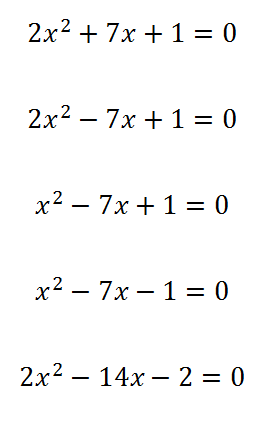 2x² + 7x + 1 = 0
2x² − 7x + 1 = 0
x² − 7x + 1 = 0
x² − 7x − 1 = 0
2x² − 14x − 2 = 0